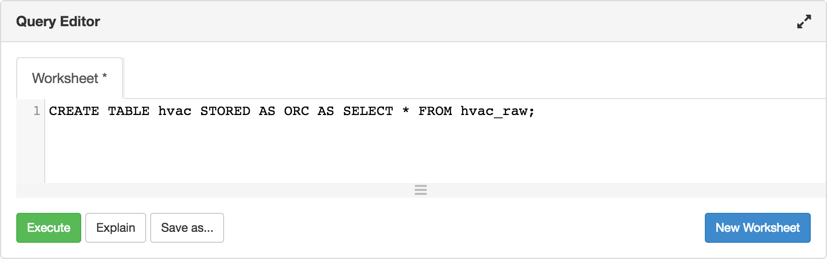 Query Editor
Worksheet *
1 CREATE TABLE hvac STORED AS ORC AS SELECT * FROM hvac_raw;
Execute Explain Save as... New Worksheet